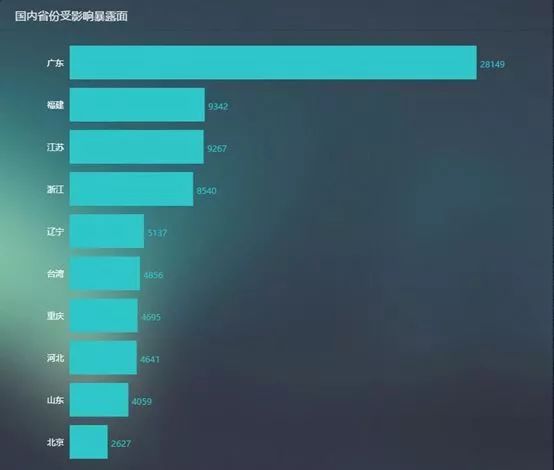 国内省份受影响暴露面
广东 28149
福建 9342
江苏 9267
浙江 8540
辽宁 5137
台湾 4856
重庆 4695
河北 4641
山东 4059
北京 2627